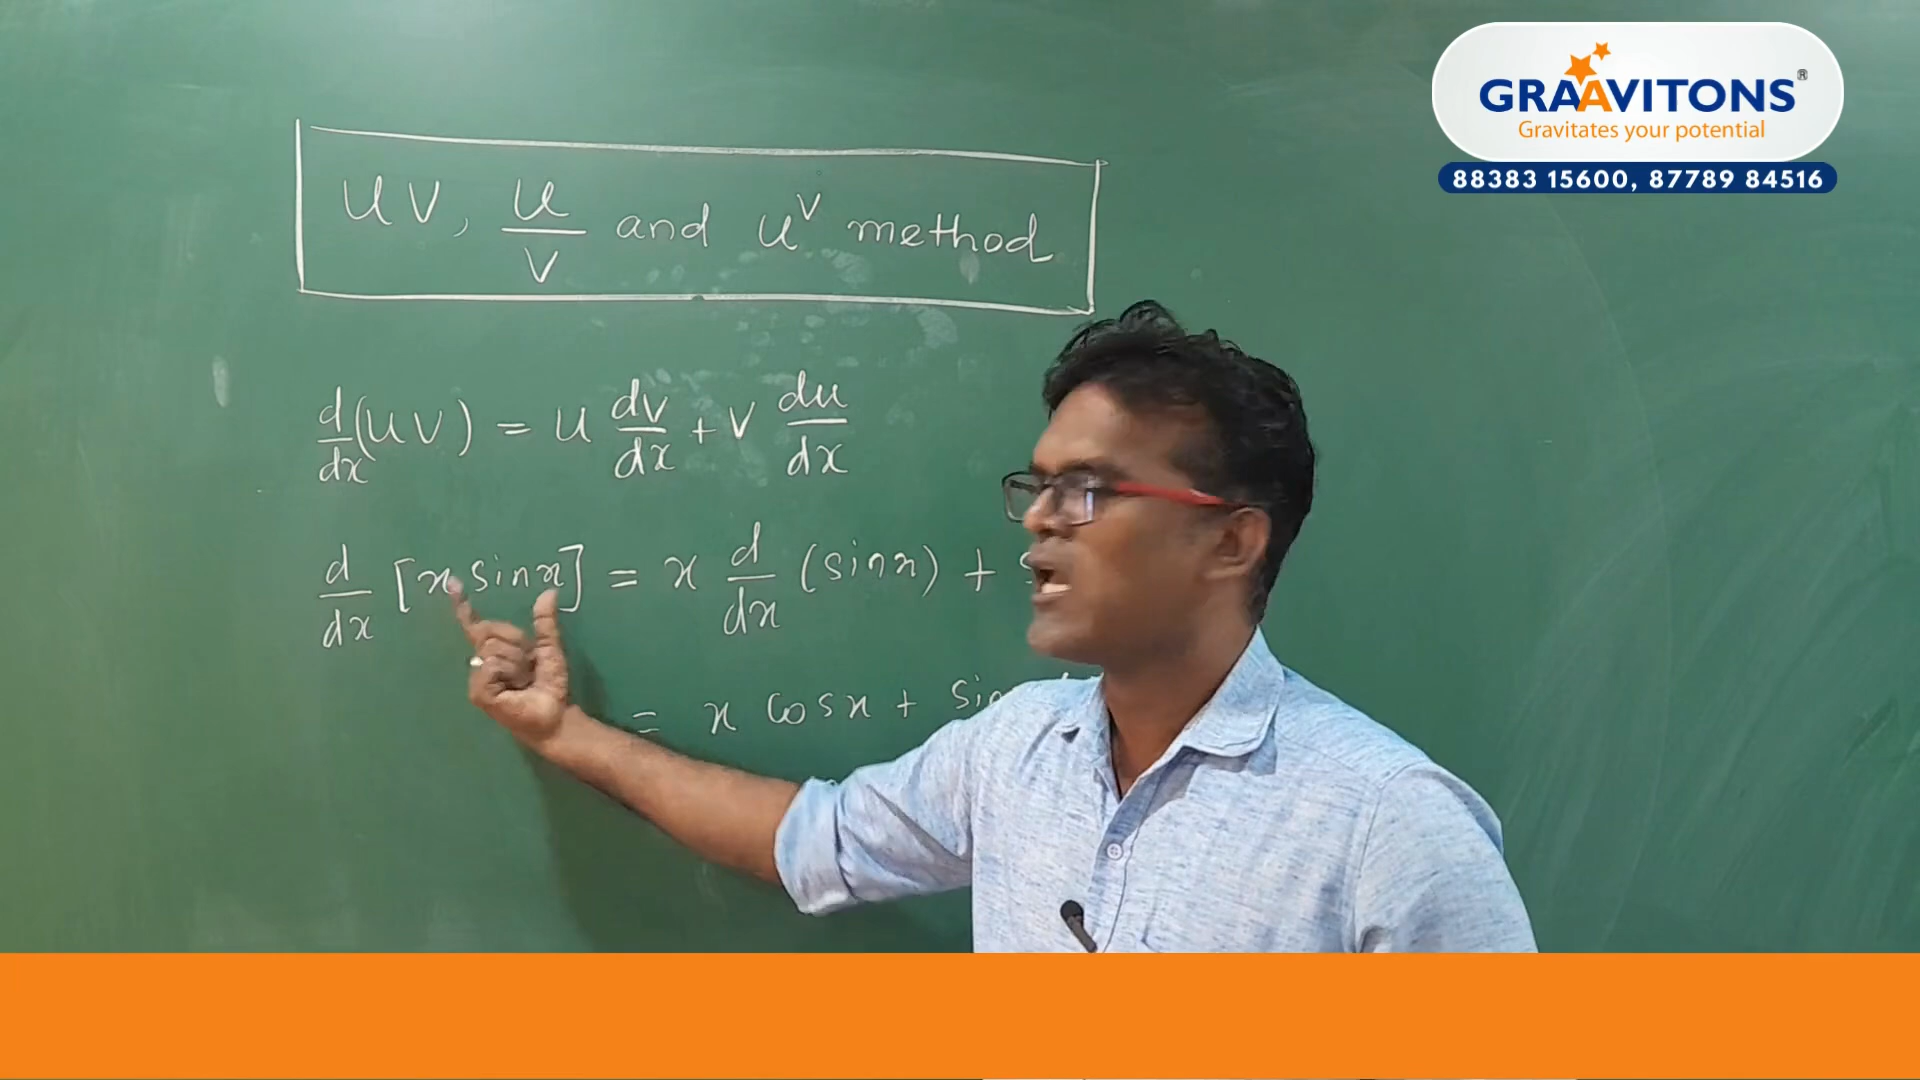 GRAAVITONS®
Gravitates your potential
88383 15600, 87789 84516
UV, u/v and u^v method
d/dx (UV) = U dv/dx + V du/dx
d/dx [x sinx] = x d/dx (sinx) +
= x cosx + sin